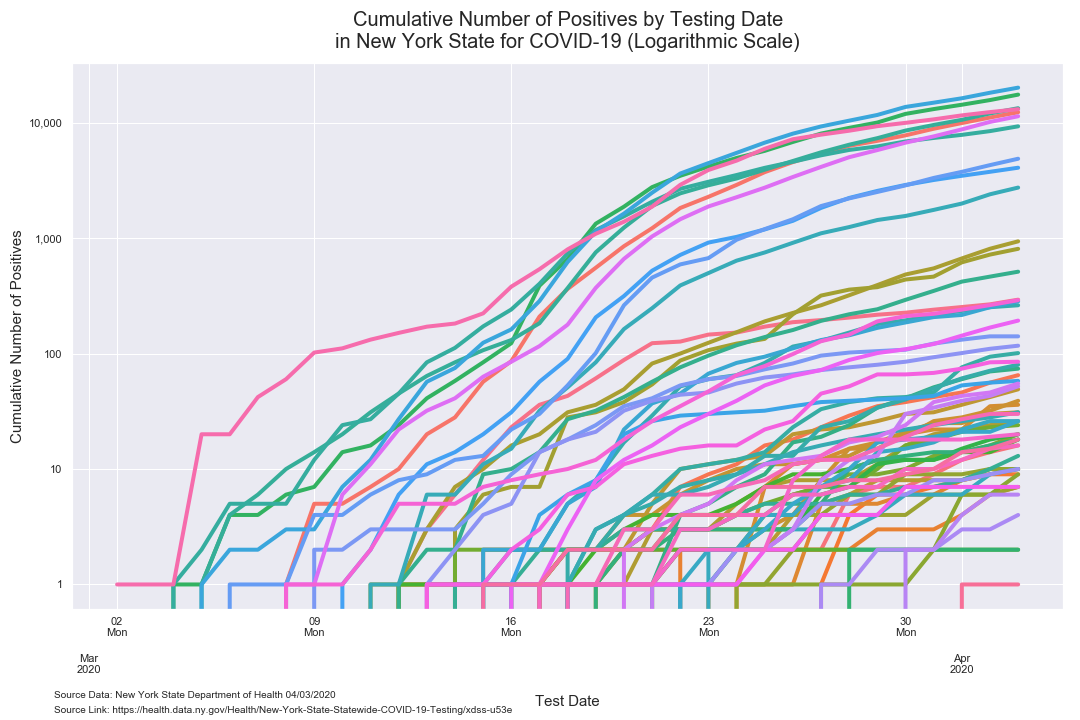 Cumulative Number of Positives by Testing Date
in New York State for COVID-19 (Logarithmic Scale)
Cumulative Number of Positives
10,000
1,000
100
10
1
02
Mon
09
Mon
16
Mon
23
Mon
30
Mon
Mar
2020
Apr
2020
Test Date
Source Data: New York State Department of Health 04/03/2020
Source Link: https://health.data.ny.gov/Health/New-York-State-Statewide-COVID-19-Testing/xdss-u53e